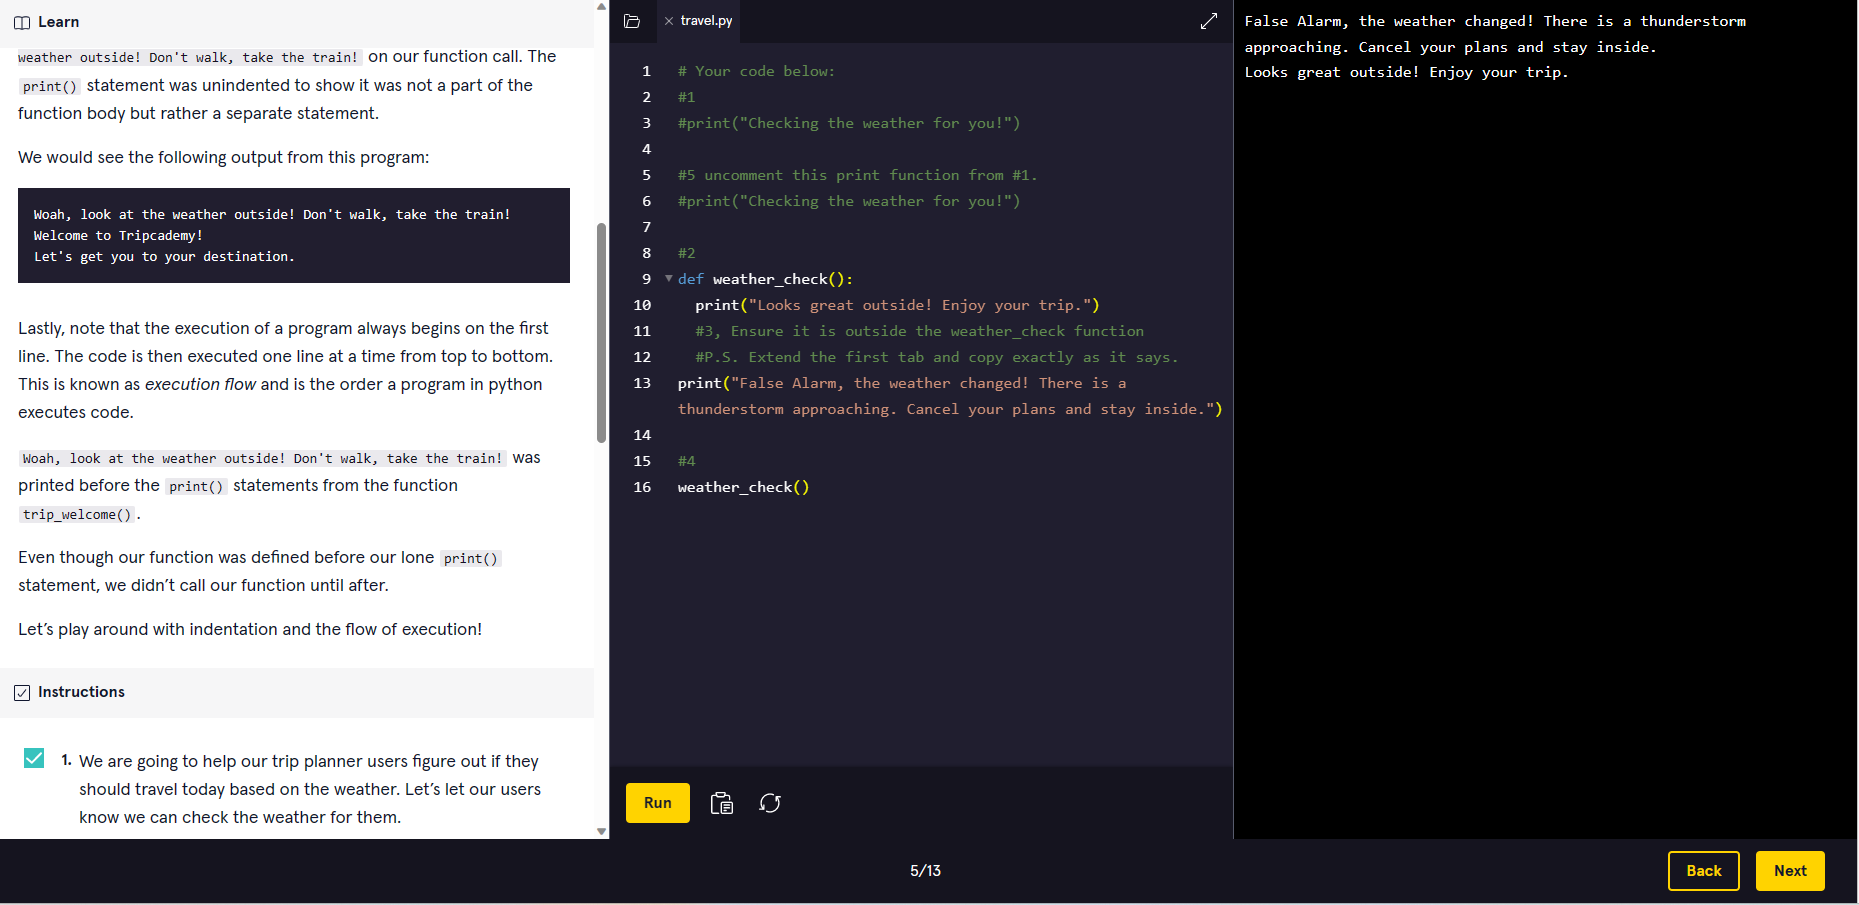 Learn
weather outside! Don't walk, take the train! on our function call. The
print() statement was unindented to show it was not a part of the
function body but rather a separate statement.
We would see the following output from this program:
Woah, look at the weather outside! Don't walk, take the train!
Welcome to Tripcademy!
Let's get you to your destination.
Lastly, note that the execution of a program always begins on the first
line. The code is then executed one line at a time from top to bottom.
This is known as execution flow and is the order a program in python
executes code.
Woah, look at the weather outside! Don't walk, take the train! was
printed before the print() statements from the function
trip_welcome().
Even though our function was defined before our lone print()
statement, we didn’t call our function until after.
Let’s play around with indentation and the flow of execution!
Instructions
1. We are going to help our trip planner users figure out if they
should travel today based on the weather. Let’s let our users
know we can check the weather for them.
travel.py
1 # Your code below:
2 #1
3 #print("Checking the weather for you!")
4
5 #5 uncomment this print function from #1.
6 #print("Checking the weather for you!")
7
8 #2
9 def weather_check():
10 print("Looks great outside! Enjoy your trip.")
11 #3, Ensure it is outside the weather_check function
12 #P.S. Extend the first tab and copy exactly as it says.
13 print("False Alarm, the weather changed! There is a
thunderstorm approaching. Cancel your plans and stay inside.")
14
15 #4
16 weather_check()
Run
False Alarm, the weather changed! There is a thunderstorm
approaching. Cancel your plans and stay inside.
Looks great outside! Enjoy your trip.
5/13
Back
Next